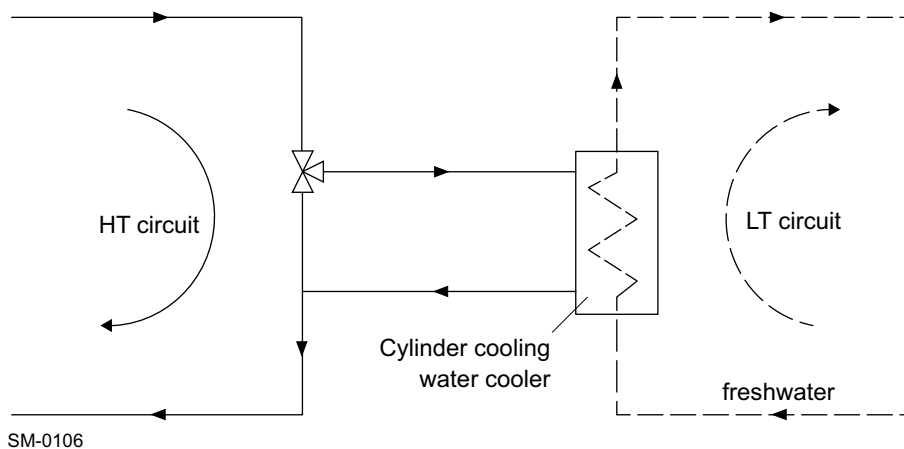 HT circuit
LT circuit
Cylinder cooling
water cooler
freshwater
SM-0106